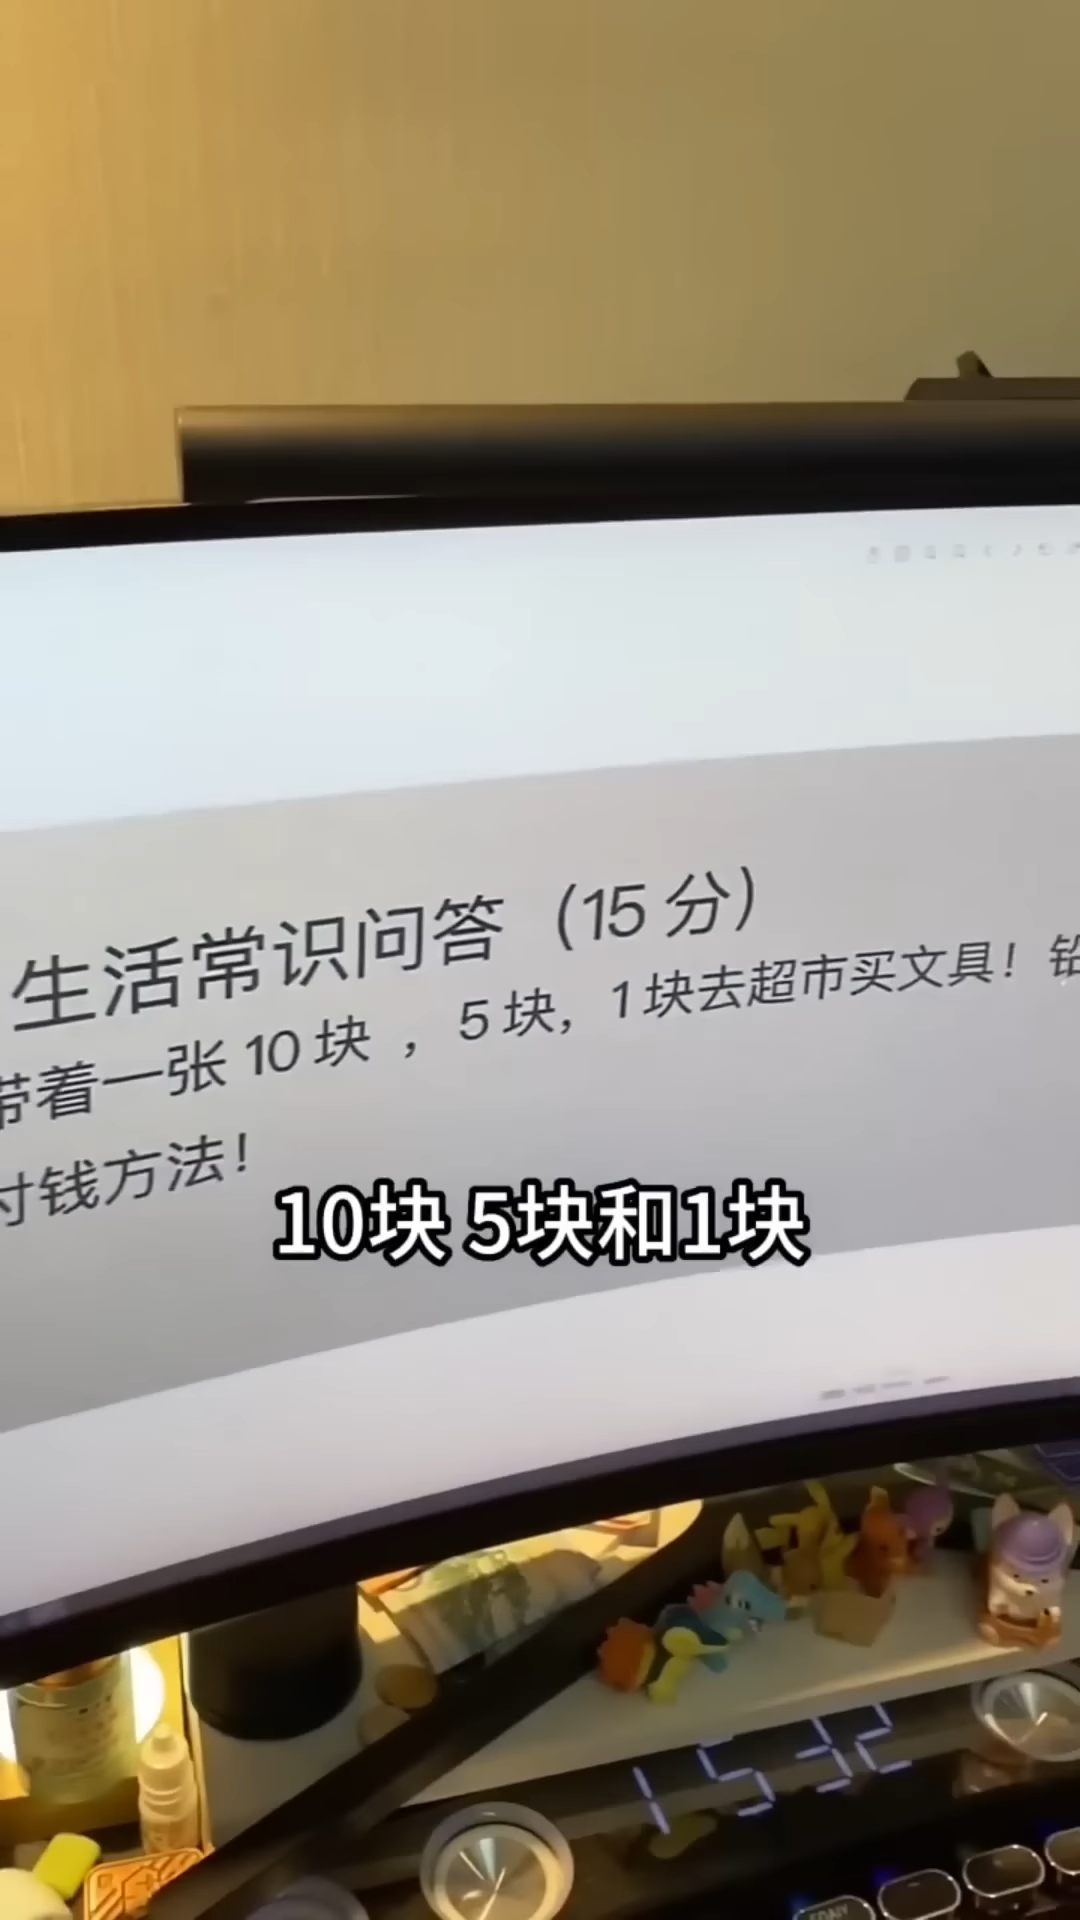 生活常识问答（15 分）
带着一张 10 块 ，5 块，1 块去超市买文具！铅
付钱方法！
10块 5块和1块
1532